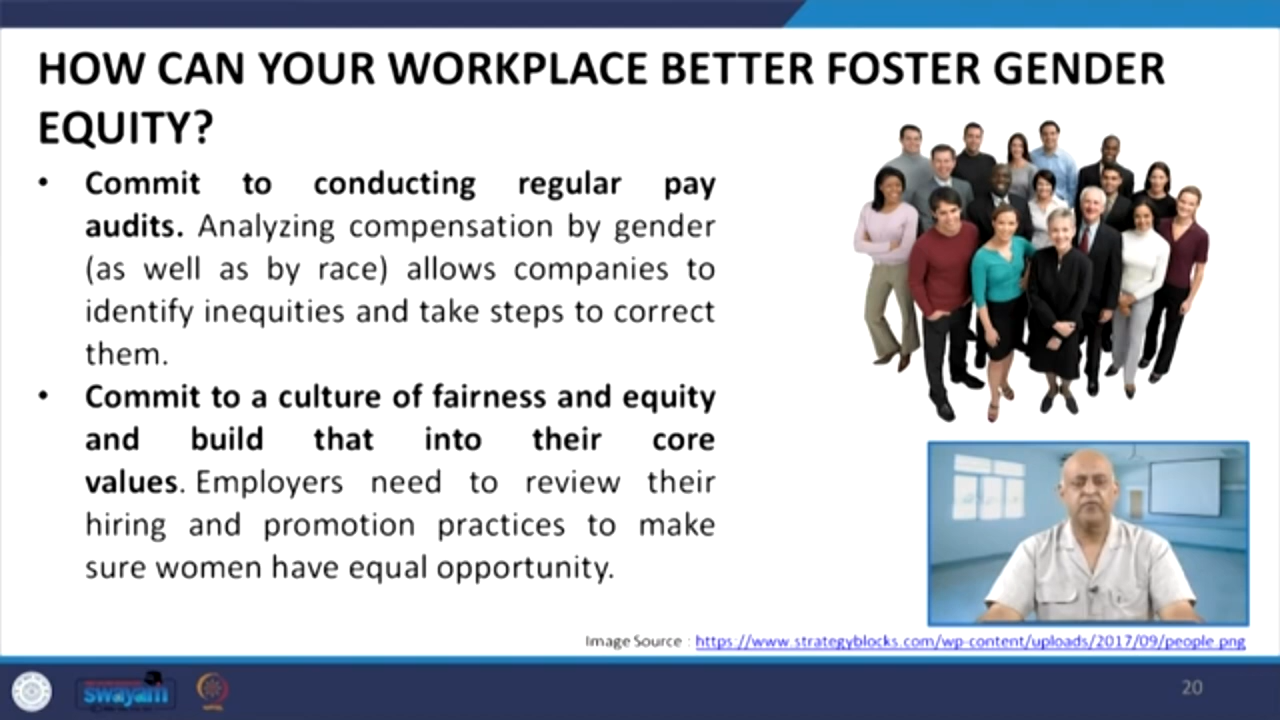 HOW CAN YOUR WORKPLACE BETTER FOSTER GENDER
EQUITY?
• Commit to conducting regular pay
audits. Analyzing compensation by gender
(as well as by race) allows companies to
identify inequities and take steps to correct
them.
• Commit to a culture of fairness and equity
and build that into their core
values. Employers need to review their
hiring and promotion practices to make
sure women have equal opportunity.
Image Source : https://www.strategyblocks.com/wp-content/uploads/2017/09/people.png
swayam
20